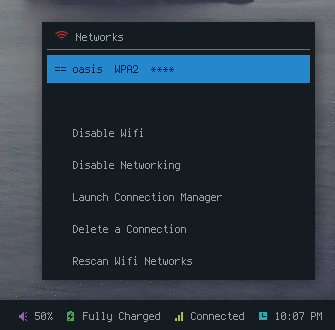 Networks
== oasis  WPA2  ****
Disable Wifi
Disable Networking
Launch Connection Manager
Delete a Connection
Rescan Wifi Networks
50% Fully Charged Connected 10:07 PM